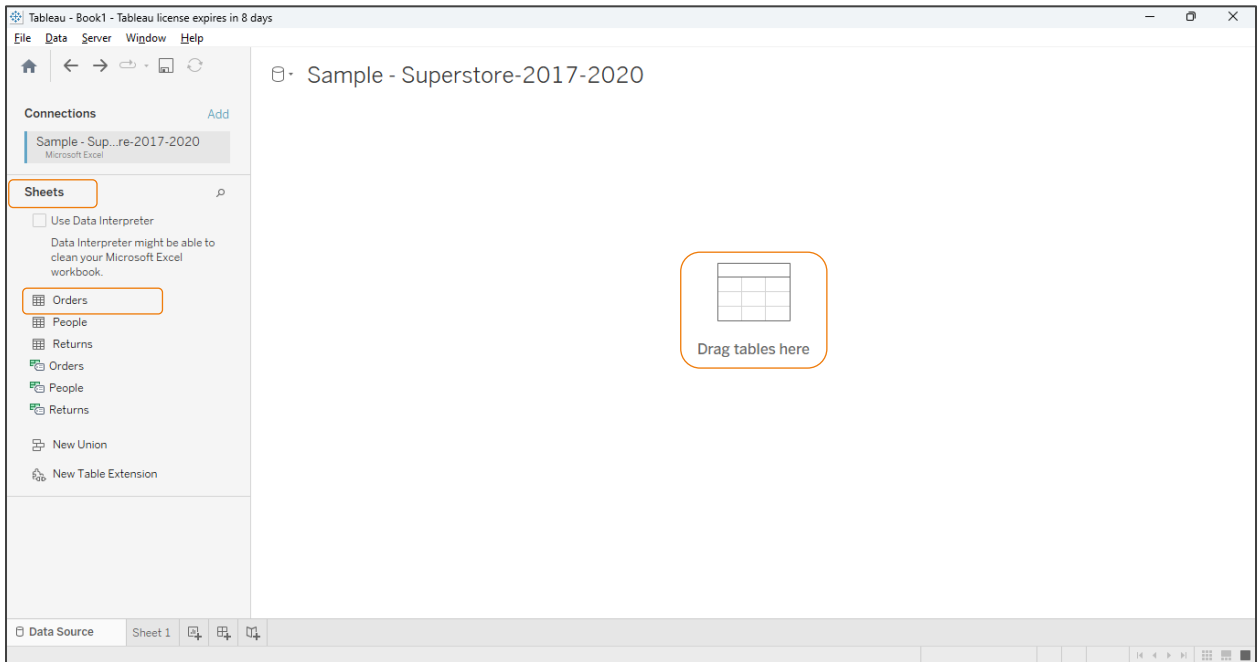 Tableau - Book1 - Tableau license expires in 8 days
File Data Server Window Help
Sample - Superstore-2017-2020
Connections Add
Sample - Sup...re-2017-2020
Microsoft Excel
Sheets
Use Data Interpreter
Data Interpreter might be able to
clean your Microsoft Excel
workbook.
Orders
People
Returns
Orders
People
Returns
New Union
New Table Extension
Drag tables here
Data Source Sheet 1